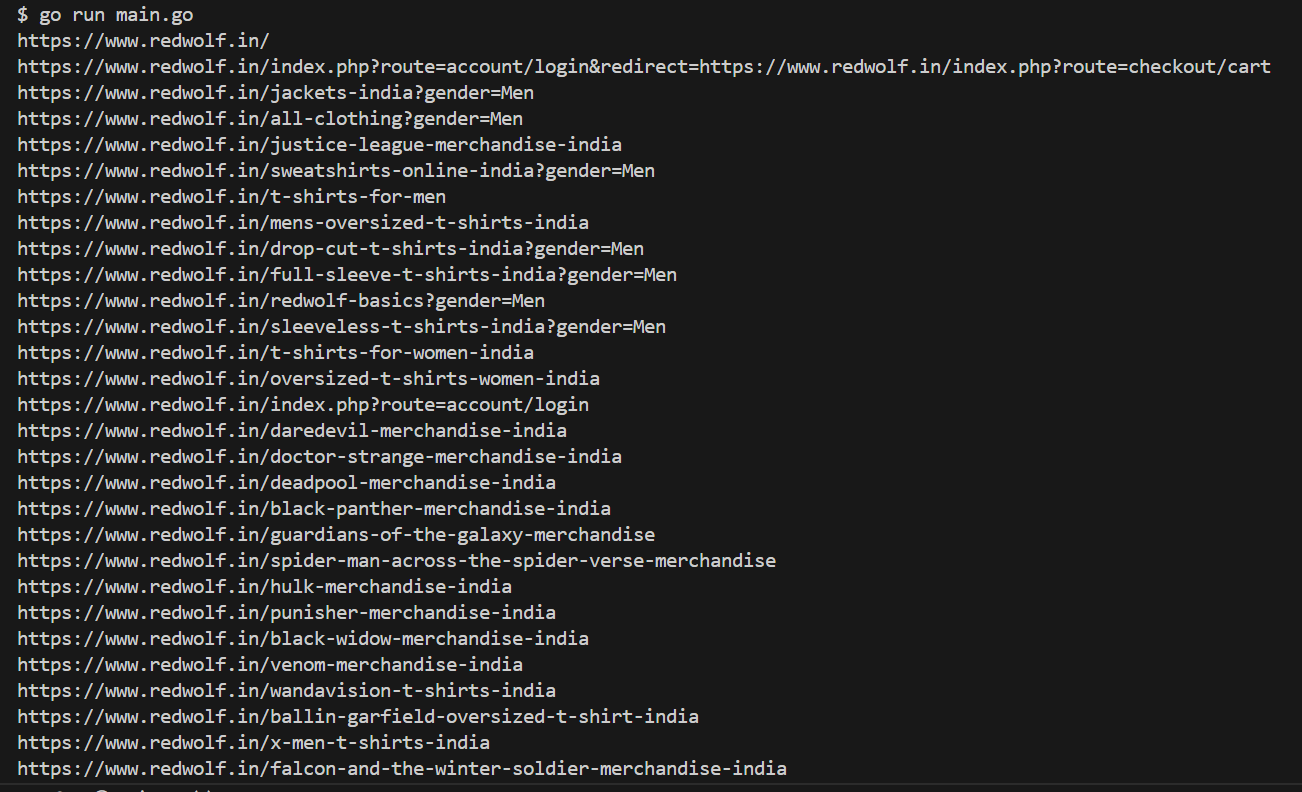 $ go run main.go
https://www.redwolf.in/
https://www.redwolf.in/index.php?route=account/login&redirect=https://www.redwolf.in/index.php?route=checkout/cart
https://www.redwolf.in/jackets-india?gender=Men
https://www.redwolf.in/all-clothing?gender=Men
https://www.redwolf.in/justice-league-merchandise-india
https://www.redwolf.in/sweatshirts-online-india?gender=Men
https://www.redwolf.in/t-shirts-for-men
https://www.redwolf.in/mens-oversized-t-shirts-india
https://www.redwolf.in/drop-cut-t-shirts-india?gender=Men
https://www.redwolf.in/full-sleeve-t-shirts-india?gender=Men
https://www.redwolf.in/redwolf-basics?gender=Men
https://www.redwolf.in/sleeveless-t-shirts-india?gender=Men
https://www.redwolf.in/t-shirts-for-women-india
https://www.redwolf.in/oversized-t-shirts-women-india
https://www.redwolf.in/index.php?route=account/login
https://www.redwolf.in/daredevil-merchandise-india
https://www.redwolf.in/doctor-strange-merchandise-india
https://www.redwolf.in/deadpool-merchandise-india
https://www.redwolf.in/black-panther-merchandise-india
https://www.redwolf.in/guardians-of-the-galaxy-merchandise
https://www.redwolf.in/spider-man-across-the-spider-verse-merchandise
https://www.redwolf.in/hulk-merchandise-india
https://www.redwolf.in/punisher-merchandise-india
https://www.redwolf.in/black-widow-merchandise-india
https://www.redwolf.in/venom-merchandise-india
https://www.redwolf.in/wandavision-t-shirts-india
https://www.redwolf.in/ballin-garfield-oversized-t-shirt-india
https://www.redwolf.in/x-men-t-shirts-india
https://www.redwolf.in/falcon-and-the-winter-soldier-merchandise-india